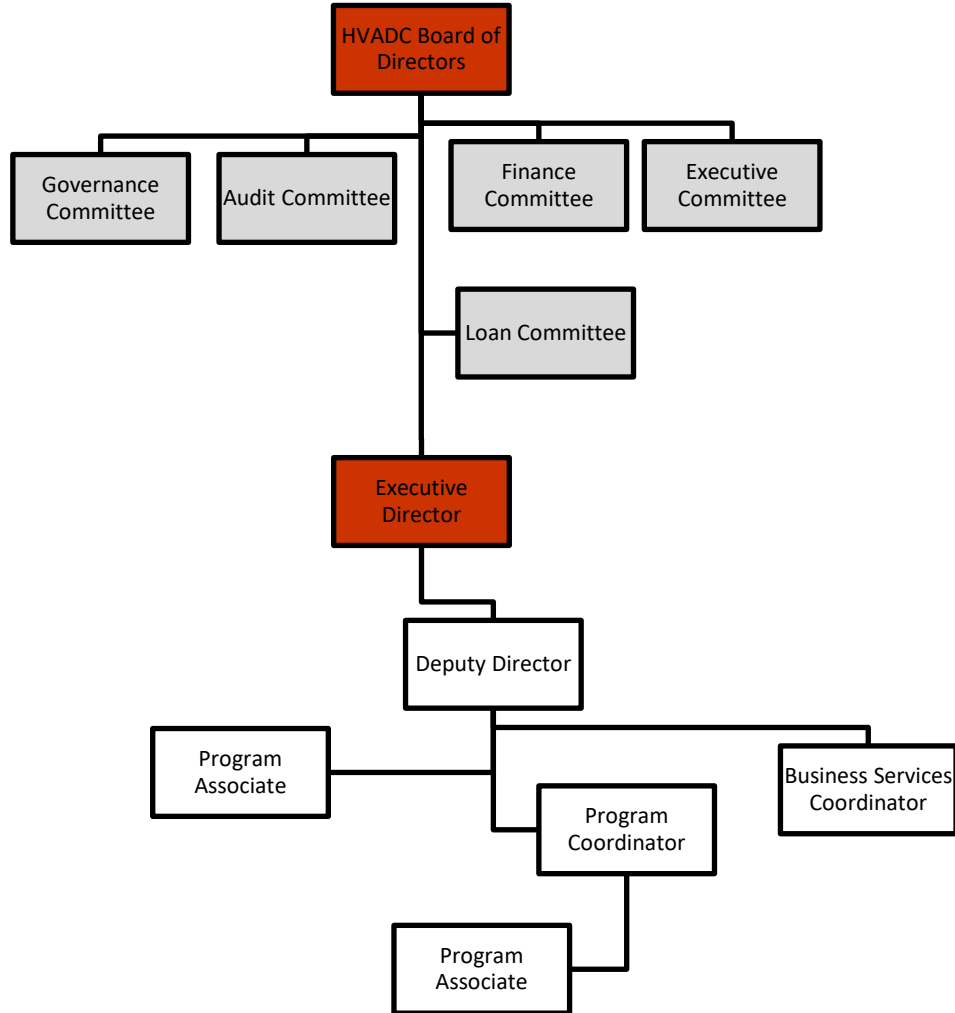 HVADC Board of
Directors
Governance
Committee
Audit Committee
Finance
Committee
Executive
Committee
Loan Committee
Executive
Director
Deputy Director
Program
Associate
Business Services
Coordinator
Program
Coordinator
Program
Associate